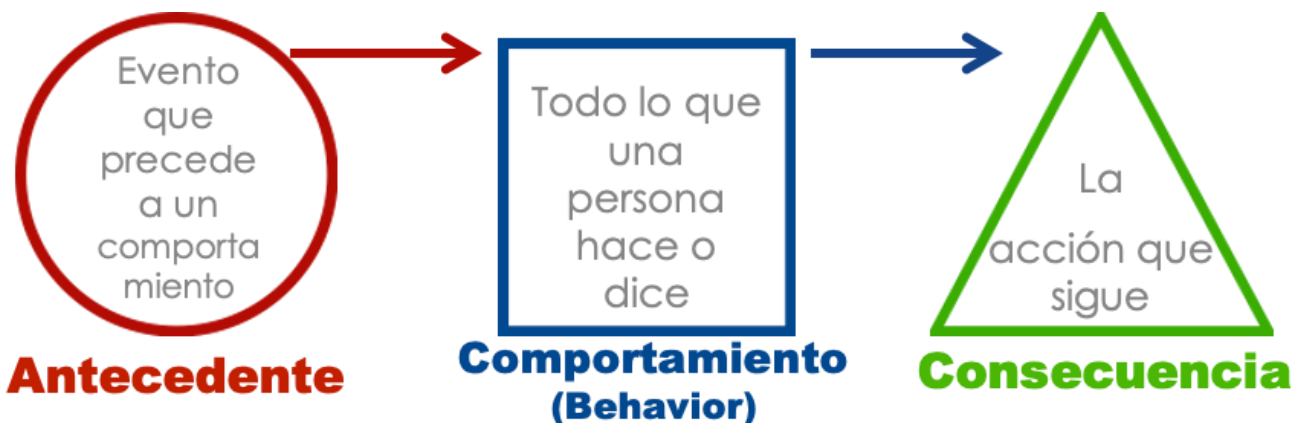 Evento
que
precede
a un
comporta
miento
Antecedente
Todo lo que
una
persona
hace o
dice
Comportamiento
(Behavior)
La
acción que
sigue
Consecuencia